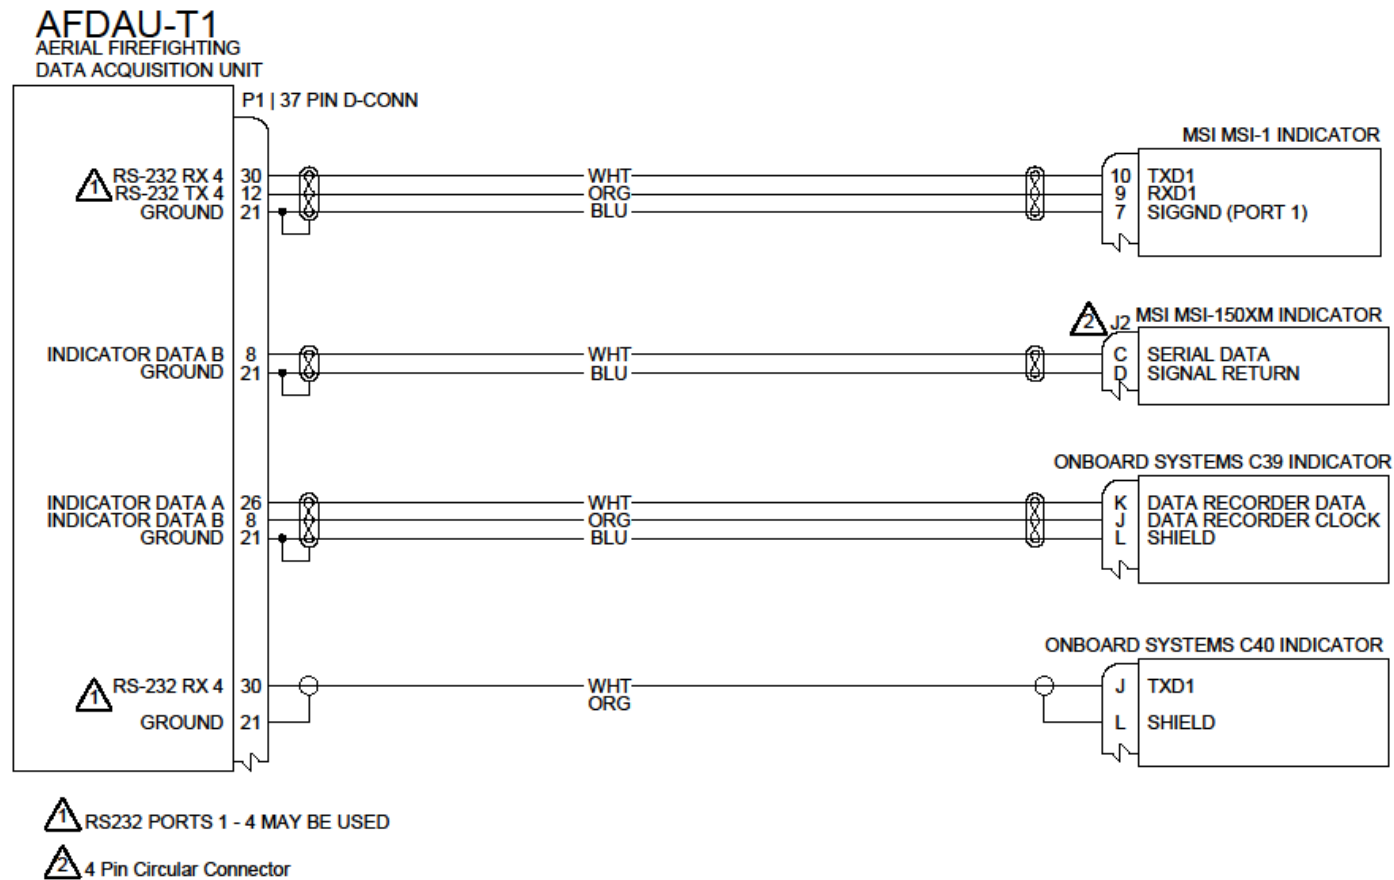 AFDAU-T1
AERIAL FIREFIGHTING
DATA ACQUISITION UNIT
P1 | 37 PIN D-CONN
MSI MSI-1 INDICATOR
1 RS-232 RX 4 30 WHT 10 TXD1
RS-232 TX 4 12 ORG 9 RXD1
GROUND 21 BLU 7 SIGGND (PORT 1)
2 J2 MSI MSI-150XM INDICATOR
INDICATOR DATA B 8 WHT C SERIAL DATA
GROUND 21 BLU D SIGNAL RETURN
ONBOARD SYSTEMS C39 INDICATOR
INDICATOR DATA A 26 WHT K DATA RECORDER DATA
INDICATOR DATA B 8 ORG J DATA RECORDER CLOCK
GROUND 21 BLU L SHIELD
ONBOARD SYSTEMS C40 INDICATOR
1 RS-232 RX 4 30 WHT J TXD1
ORG
GROUND 21 L SHIELD
1 RS232 PORTS 1 - 4 MAY BE USED
2 4 Pin Circular Connector